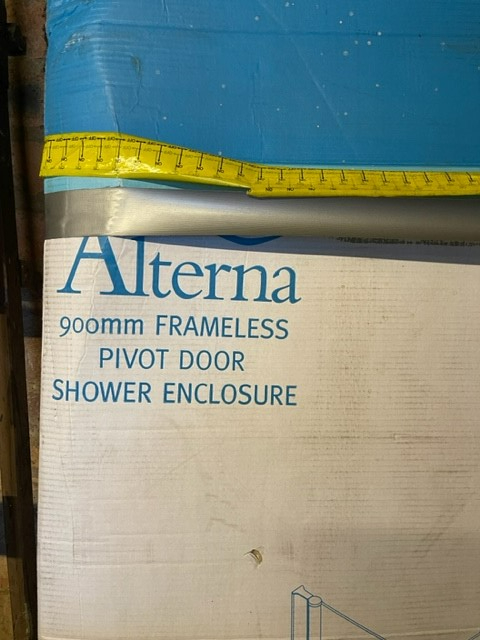 Alterna
900mm FRAMELESS
PIVOT DOOR
SHOWER ENCLOSURE